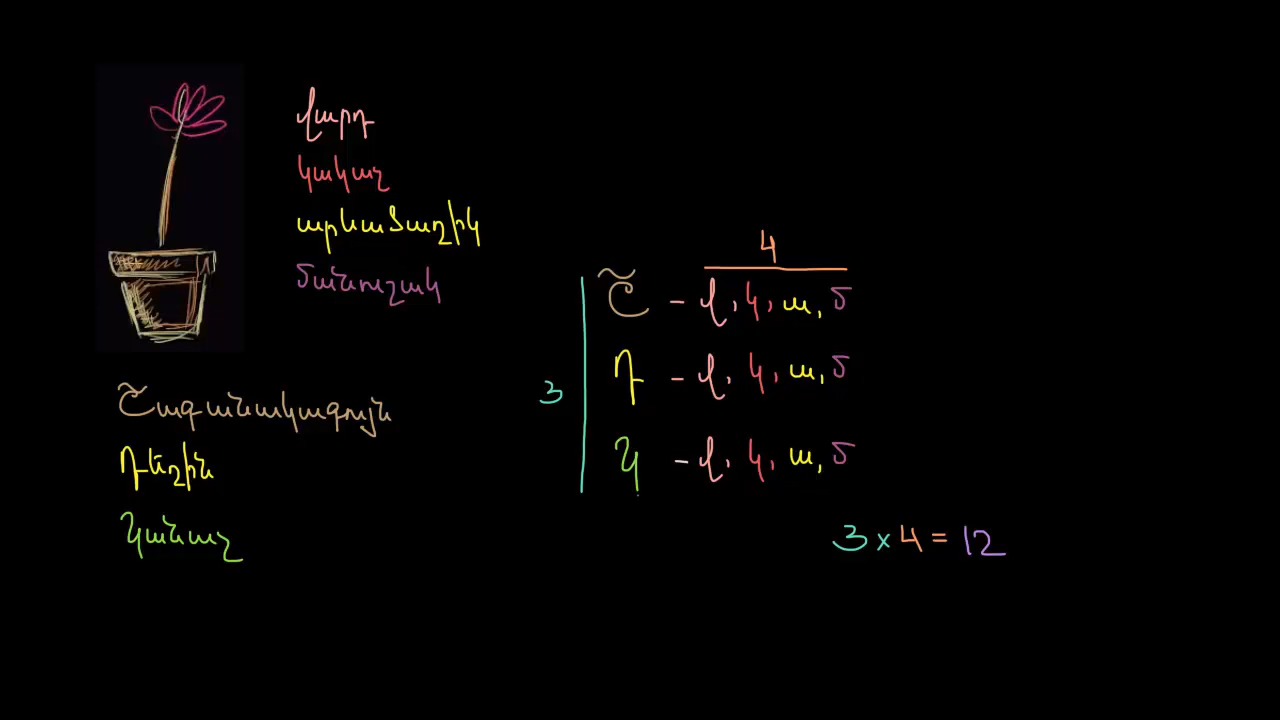 վարդ
կակաչ
արևածաղիկ
մանուշակ
Շագանակագույն
Դեղին
Կանաչ
4
Շ - վ, կ, ա, մ
3
Դ - վ, կ, ա, մ
Կ - վ, կ, ա, մ
3 x 4 = 12